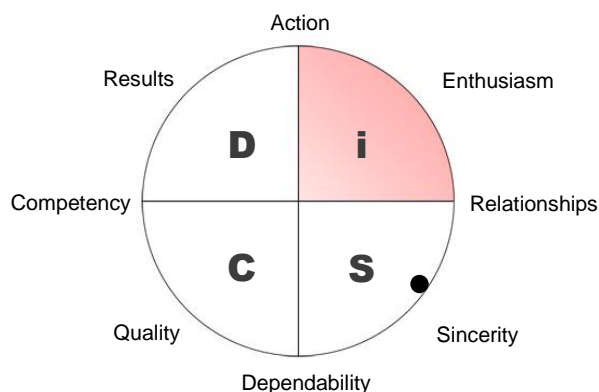 Action
Results
Enthusiasm
D
i
Competency
Relationships
C
S
Quality
Sincerity
Dependability